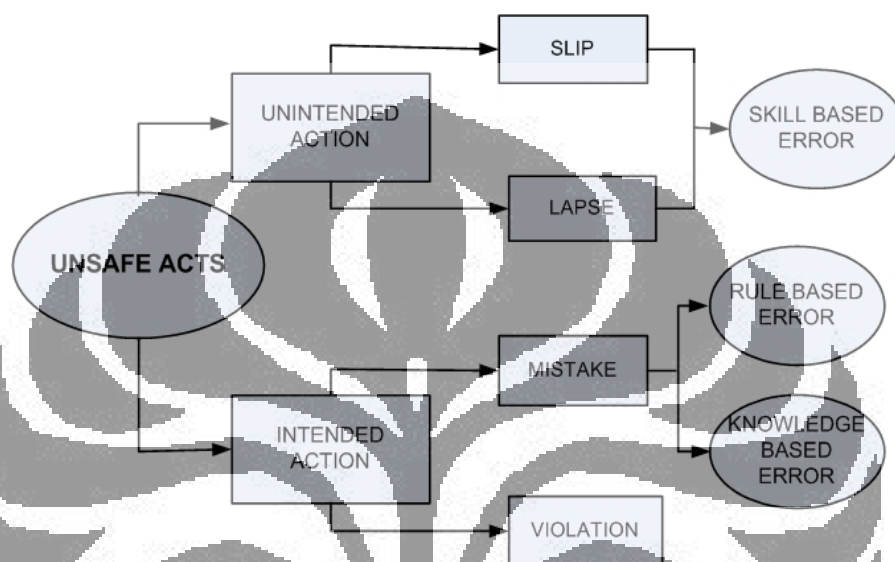 SLIP
UNINTENDED
ACTION
SKILL BASED
ERROR
LAPSE
UNSAFE ACTS
RULE BASED
ERROR
MISTAKE
INTENDED
ACTION
KNOWLEDGE
BASED
ERROR
VIOLATION